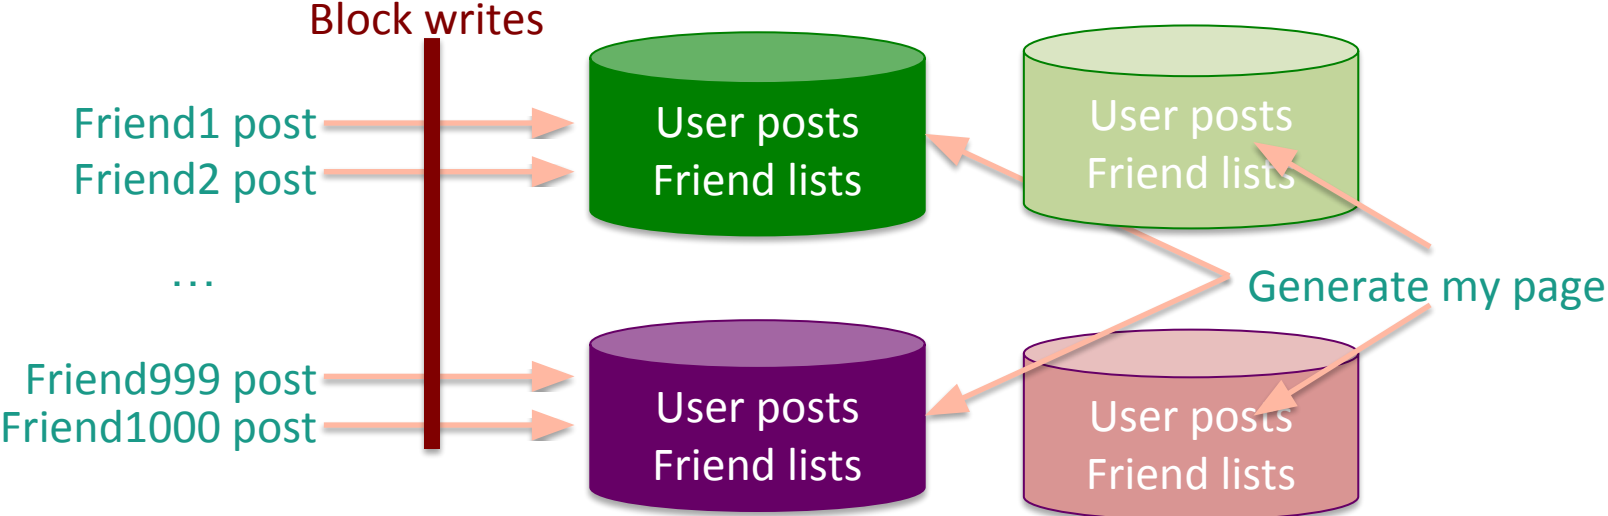 Block writes
Friend1 post
Friend2 post
...
Friend999 post
Friend1000 post
User posts
Friend lists
User posts
Friend lists
User posts
Friend lists
User posts
Friend lists
Generate my page